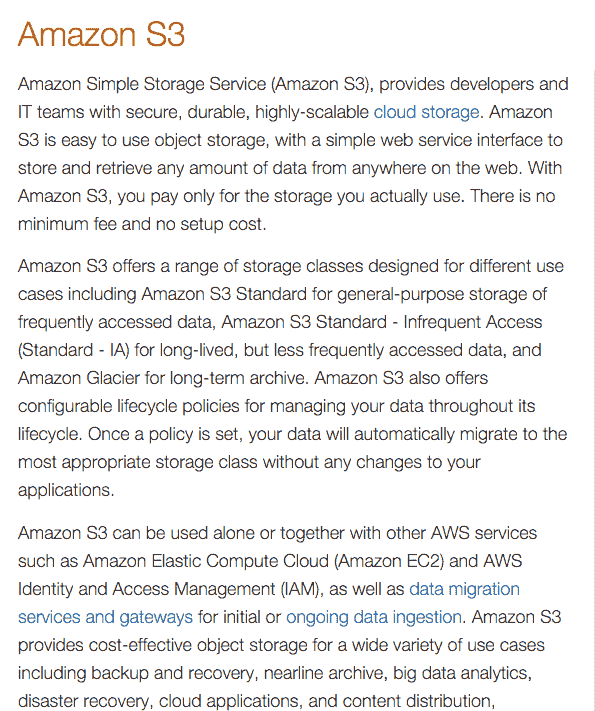 Amazon S3
Amazon Simple Storage Service (Amazon S3), provides developers and
IT teams with secure, durable, highly-scalable cloud storage. Amazon
S3 is easy to use object storage, with a simple web service interface to
store and retrieve any amount of data from anywhere on the web. With
Amazon S3, you pay only for the storage you actually use. There is no
minimum fee and no setup cost.
Amazon S3 offers a range of storage classes designed for different use
cases including Amazon S3 Standard for general-purpose storage of
frequently accessed data, Amazon S3 Standard - Infrequent Access
(Standard - IA) for long-lived, but less frequently accessed data, and
Amazon Glacier for long-term archive. Amazon S3 also offers
configurable lifecycle policies for managing your data throughout its
lifecycle. Once a policy is set, your data will automatically migrate to the
most appropriate storage class without any changes to your
applications.
Amazon S3 can be used alone or together with other AWS services
such as Amazon Elastic Compute Cloud (Amazon EC2) and AWS
Identity and Access Management (IAM), as well as data migration
services and gateways for initial or ongoing data ingestion. Amazon S3
provides cost-effective object storage for a wide variety of use cases
including backup and recovery, nearline archive, big data analytics,
disaster recovery, cloud applications, and content distribution,